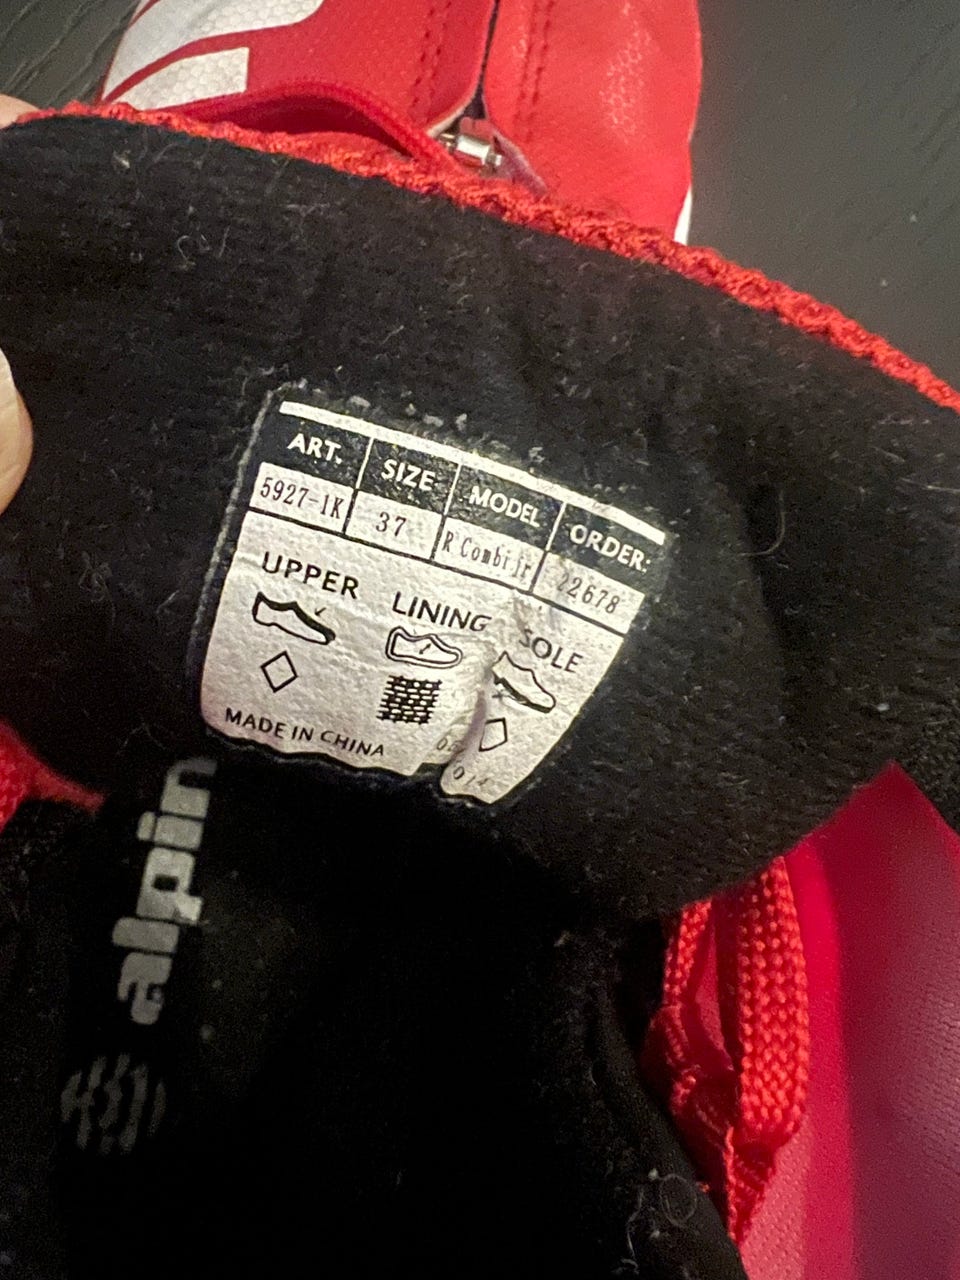 ART. SIZE MODEL ORDER:
5927-1K 37 R Combi jr 22678
UPPER LINING SOLE
MADE IN CHINA
alpin